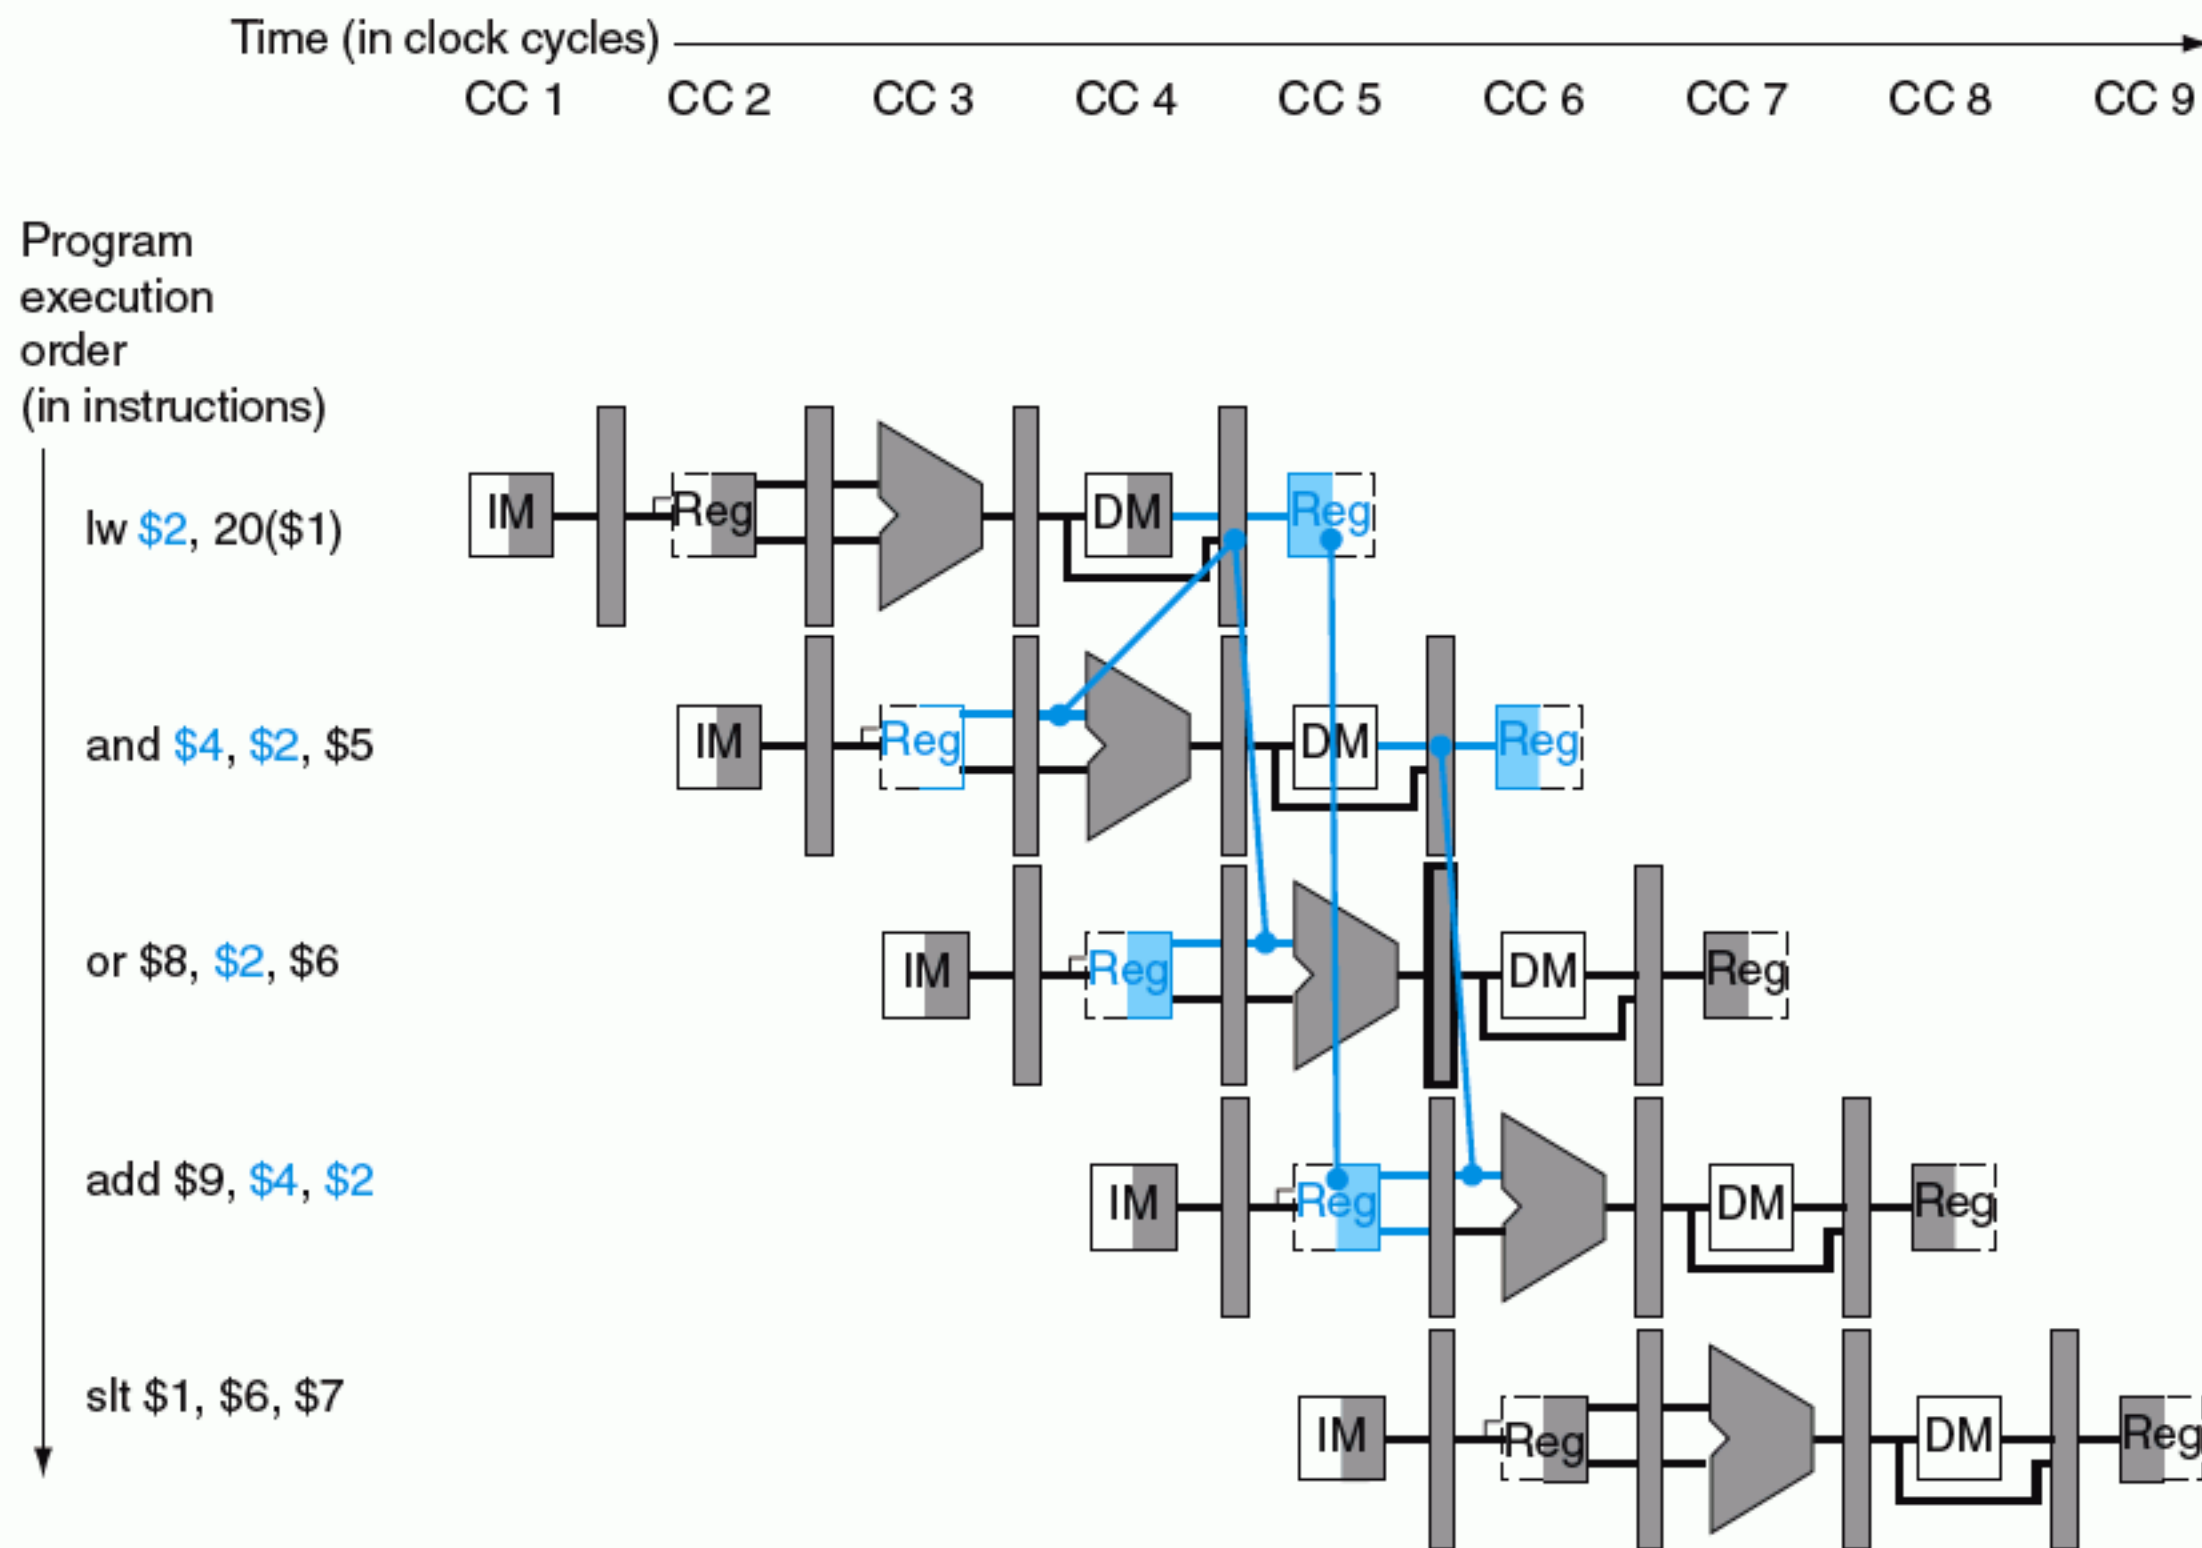 Time (in clock cycles)
CC 1 CC 2 CC 3 CC 4 CC 5 CC 6 CC 7 CC 8 CC 9
Program
execution
order
(in instructions)
lw $2, 20($1)
IM Reg DM Reg
and $4, $2, $5
IM Reg DM Reg
or $8, $2, $6
IM Reg DM Reg
add $9, $4, $2
IM Reg DM Reg
slt $1, $6, $7
IM Reg DM Reg